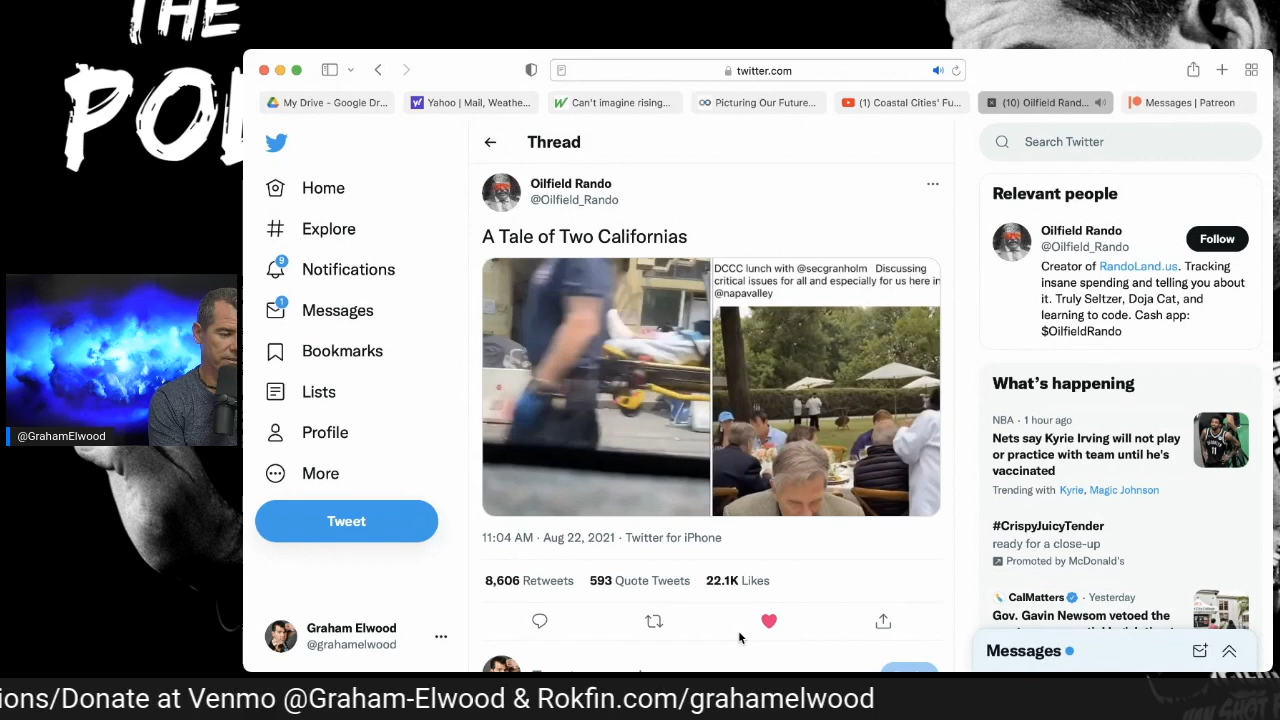 THE
twitter.com
My Drive - Google Dr...
Yahoo | Mail, Weathe...
Can't imagine rising...
Picturing Our Future...
(1) Coastal Cities' Fu...
(10) Oilfield Rand...
Messages | Patreon
Home
Explore
9
Notifications
1
Messages
Bookmarks
Lists
Profile
More
Tweet
Graham Elwood
@grahamelwood
Thread
Oilfield Rando
@Oilfield_Rando
A Tale of Two Californias
DCCC lunch with @secgranholm Discussing
critical issues for all and especially for us here in
@napavalley
11:04 AM · Aug 22, 2021 · Twitter for iPhone
8,606 Retweets 593 Quote Tweets 22.1K Likes
Search Twitter
Relevant people
Oilfield Rando
@Oilfield_Rando
Follow
Creator of RandoLand.us. Tracking
insane spending and telling you about
it. Truly Seltzer, Doja Cat, and
learning to code. Cash app:
$OilfieldRando
What's happening
NBA · 1 hour ago
Nets say Kyrie Irving will not play
or practice with team until he's
vaccinated
Trending with Kyrie, Magic Johnson
#CrispyJuicyTender
ready for a close-up
Promoted by McDonald's
CalMatters · Yesterday
Gov. Gavin Newsom vetoed the
Messages
@GrahamElwood
ions/Donate at Venmo @Graham-Elwood & Rokfin.com/grahamelwood